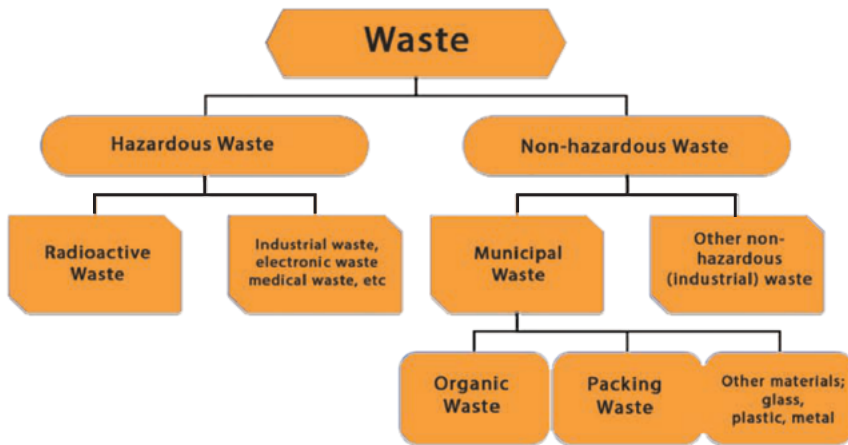 Waste
Hazardous Waste
Non-hazardous Waste
Radioactive
Waste
Industrial waste,
electronic waste
medical waste, etc
Municipal
Waste
Other non-
hazardous
(industrial) waste
Organic
Waste
Packing
Waste
Other materials;
glass,
plastic, metal